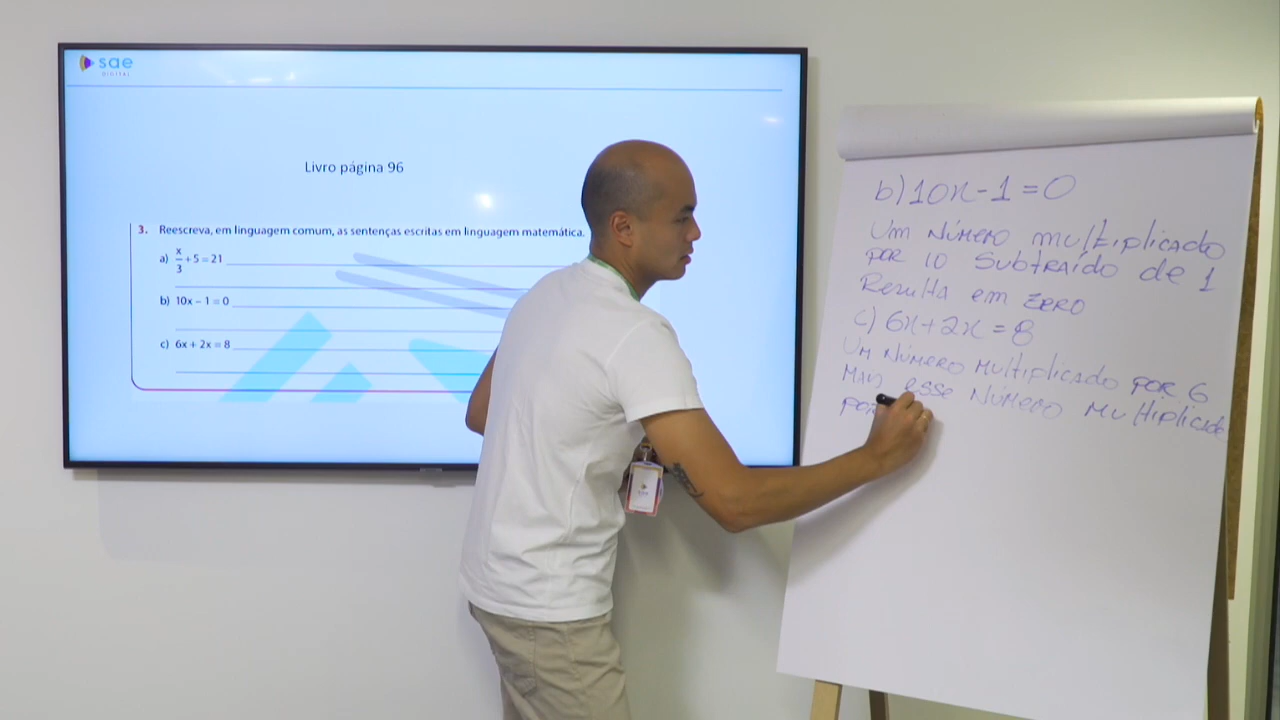 sae
DIGITAL
Livro página 96
3. Reescreva, em linguagem comum, as sentenças escritas em linguagem matemática.
a) x/3 + 5 = 21
b) 10x – 1 = 0
c) 6x + 2x = 8
b) 10x - 1 = 0
Um Número multiplicado
por 10 subtraído de 1
Resulta em zero
c) 6x + 2x = 8
Um Número multiplicado por 6
mais esse Número multiplicado
por